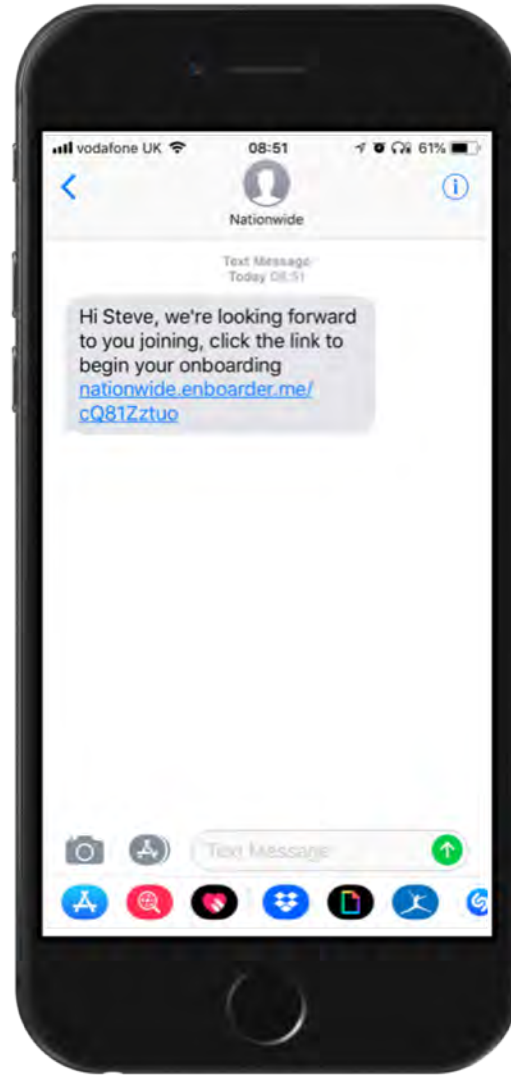 vodafone UK 08:51 61%
Nationwide
Text Message
Today 08:51
Hi Steve, we're looking forward
to you joining, click the link to
begin your onboarding
nationwide.enboarder.me/
cQ81Zztuo
Text Message